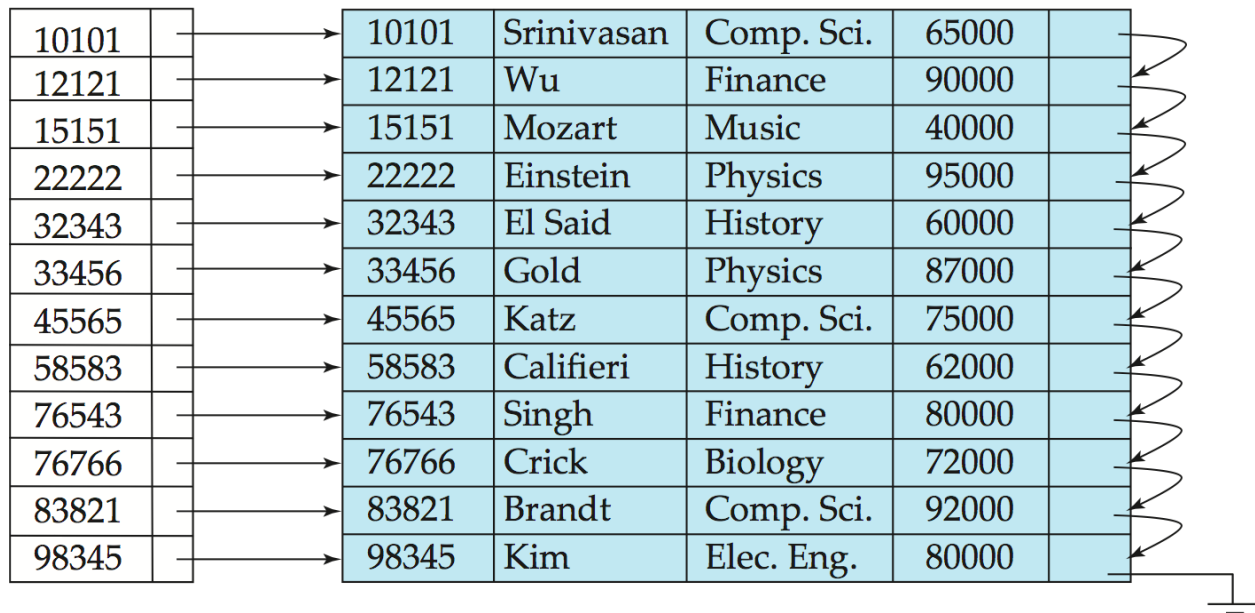 10101 10101 Srinivasan Comp. Sci. 65000
12121 12121 Wu Finance 90000
15151 15151 Mozart Music 40000
22222 22222 Einstein Physics 95000
32343 32343 El Said History 60000
33456 33456 Gold Physics 87000
45565 45565 Katz Comp. Sci. 75000
58583 58583 Califieri History 62000
76543 76543 Singh Finance 80000
76766 76766 Crick Biology 72000
83821 83821 Brandt Comp. Sci. 92000
98345 98345 Kim Elec. Eng. 80000